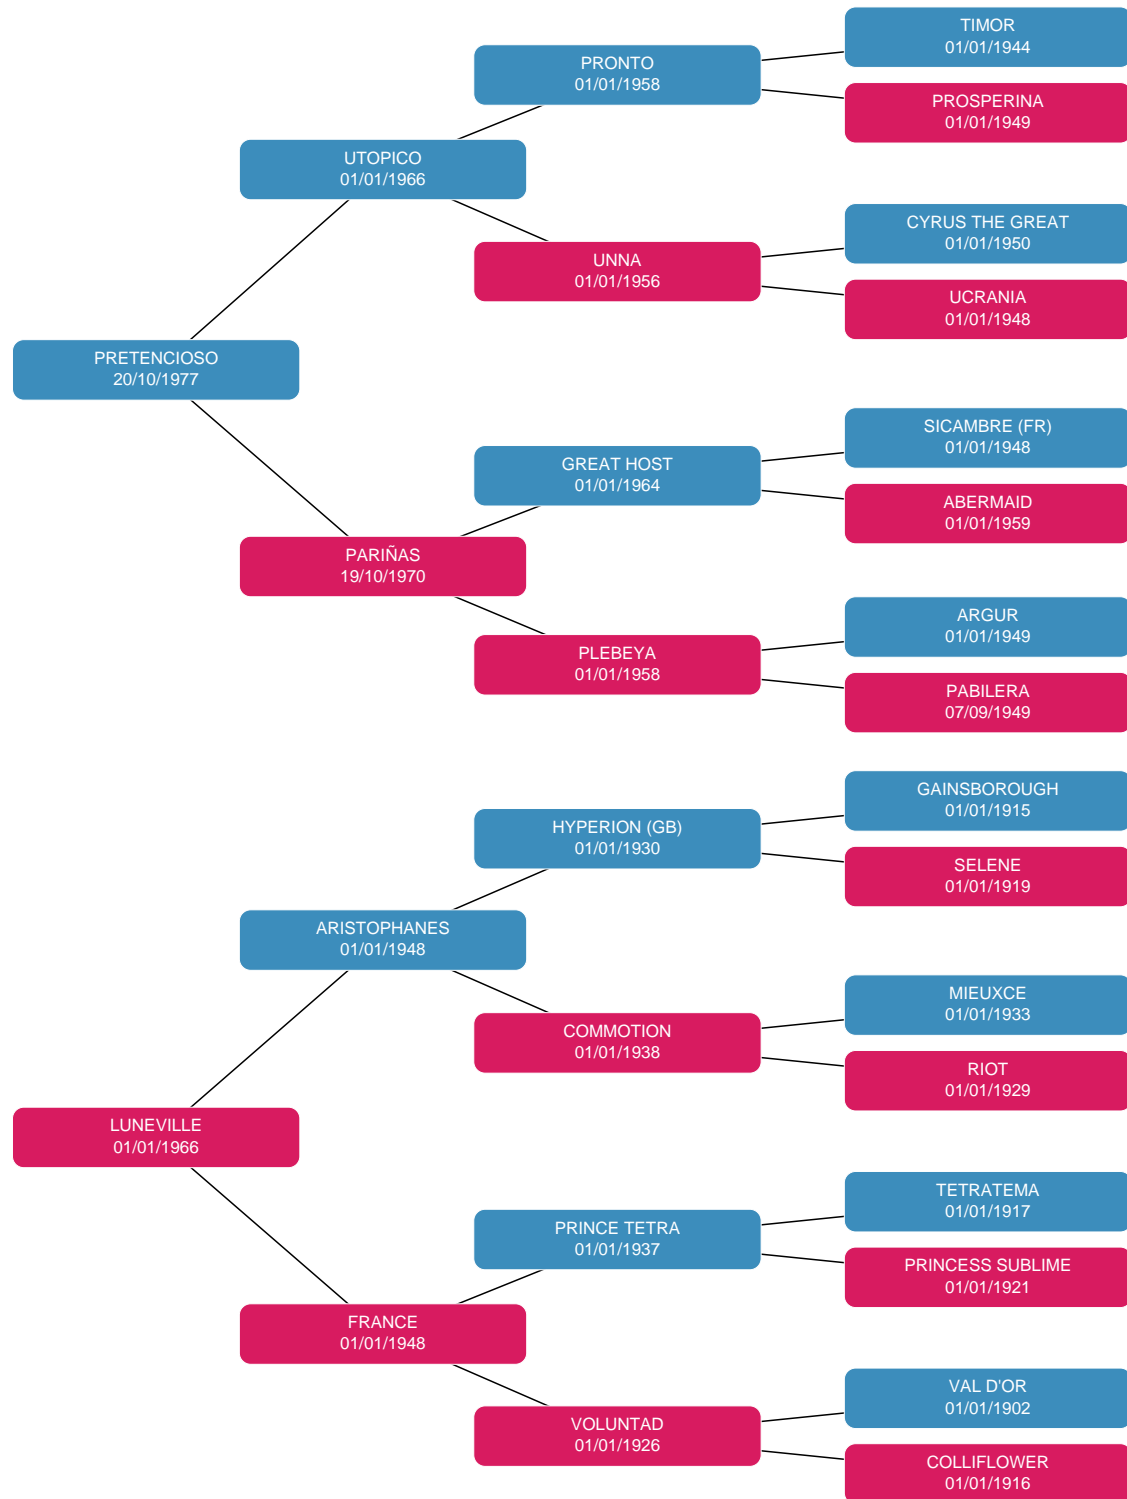 TIMOR
01/01/1944
PRONTO
01/01/1958
PROSPERINA
01/01/1949
UTOPICO
01/01/1966
CYRUS THE GREAT
01/01/1950
UNNA
01/01/1956
UCRANIA
01/01/1948
PRETENCIOSO
20/10/1977
SICAMBRE (FR)
01/01/1948
GREAT HOST
01/01/1964
ABERMAID
01/01/1959
PARIÑAS
19/10/1970
ARGUR
01/01/1949
PLEBEYA
01/01/1958
PABILERA
07/09/1949
GAINSBOROUGH
01/01/1915
HYPERION (GB)
01/01/1930
SELENE
01/01/1919
ARISTOPHANES
01/01/1948
MIEUXCE
01/01/1933
COMMOTION
01/01/1938
RIOT
01/01/1929
LUNEVILLE
01/01/1966
TETRATEMA
01/01/1917
PRINCE TETRA
01/01/1937
PRINCESS SUBLIME
01/01/1921
FRANCE
01/01/1948
VAL D'OR
01/01/1902
VOLUNTAD
01/01/1926
COLLIFLOWER
01/01/1916